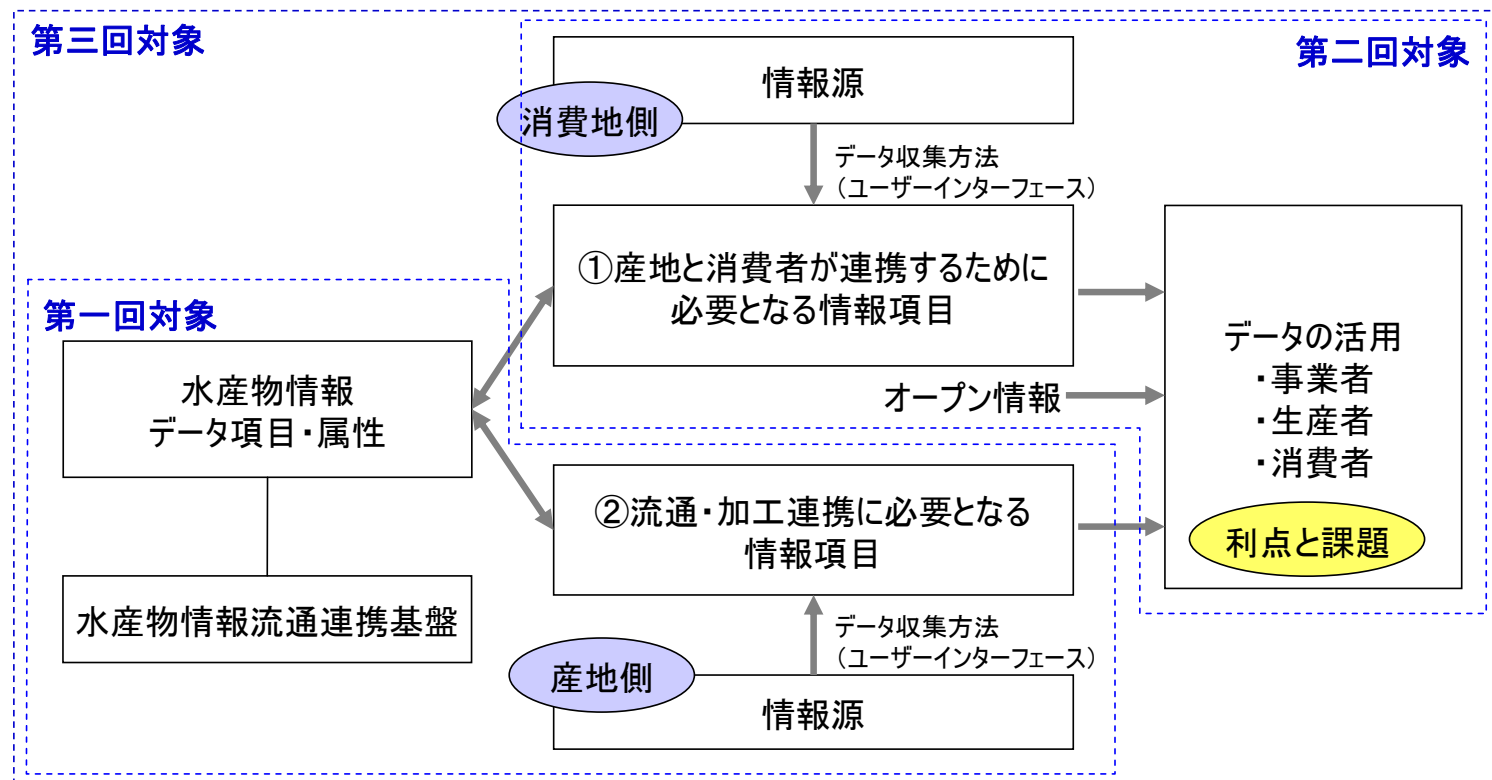 第三回対象
第二回対象
情報源
消費地側
データ収集方法
（ユーザーインターフェース）
①産地と消費者が連携するために
必要となる情報項目
第一回対象
水産物情報
データ項目・属性
オープン情報
データの活用
・事業者
・生産者
・消費者
利点と課題
②流通・加工連携に必要となる
情報項目
水産物情報流通連携基盤
データ収集方法
（ユーザーインターフェース）
産地側
情報源